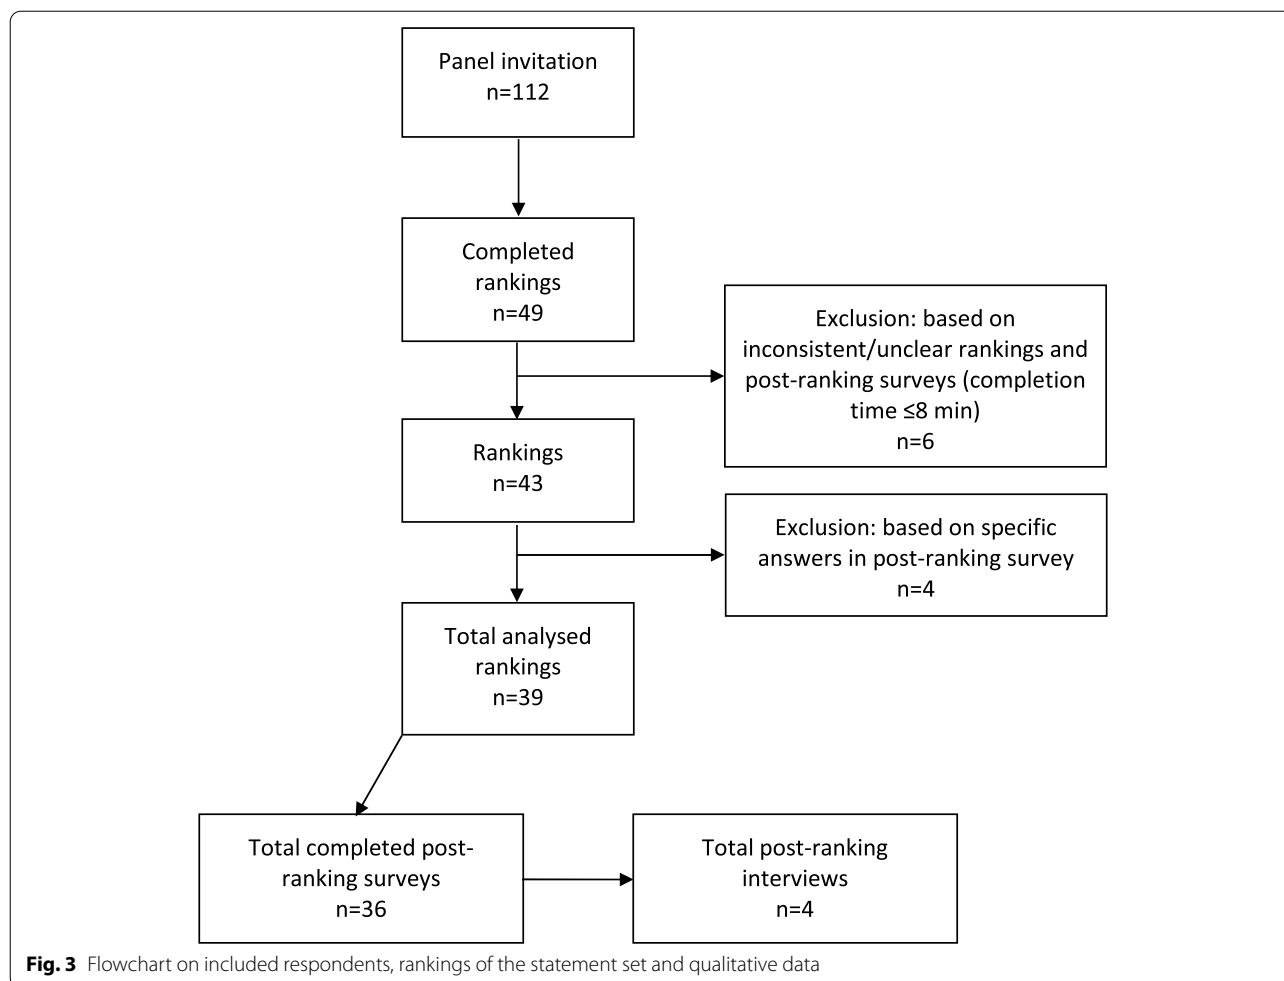 Panel invitation
n=112
Completed
rankings
n=49
Exclusion: based on
inconsistent/unclear rankings and
post-ranking surveys (completion
time ≤8 min)
n=6
Rankings
n=43
Exclusion: based on specific
answers in post-ranking survey
n=4
Total analysed
rankings
n=39
Total completed post-
ranking surveys
n=36
Total post-ranking
interviews
n=4
Fig. 3 Flowchart on included respondents, rankings of the statement set and qualitative data